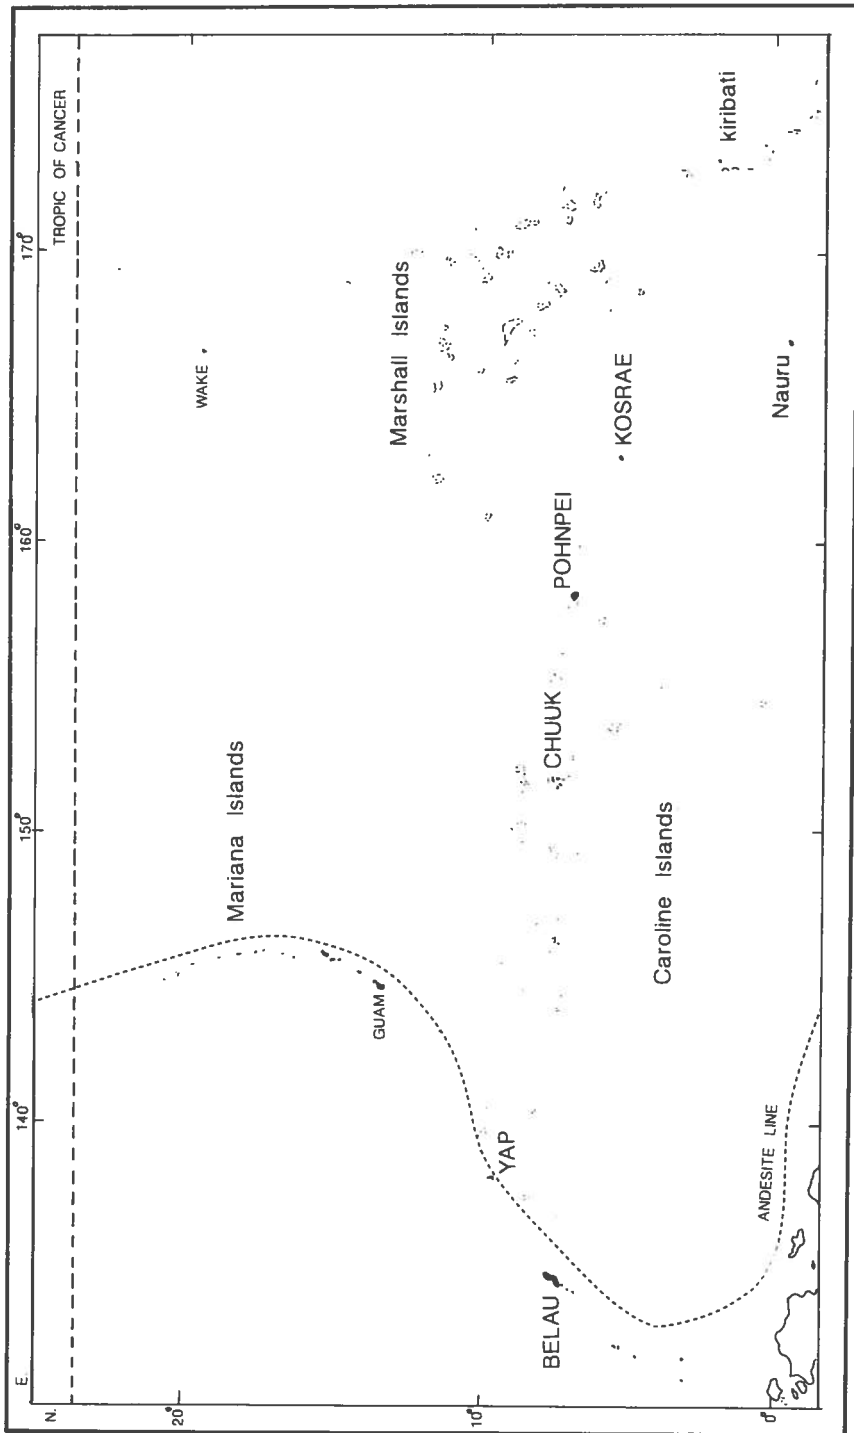 E.
140°
150°
160°
170°
N.
TROPIC OF CANCER
20°
WAKE
Mariana Islands
Marshall Islands
GUAM
10°
YAP
BELAU
CHUUK
POHNPEI
KOSRAE
Caroline Islands
kiribati
ANDESITE LINE
Nauru
0°